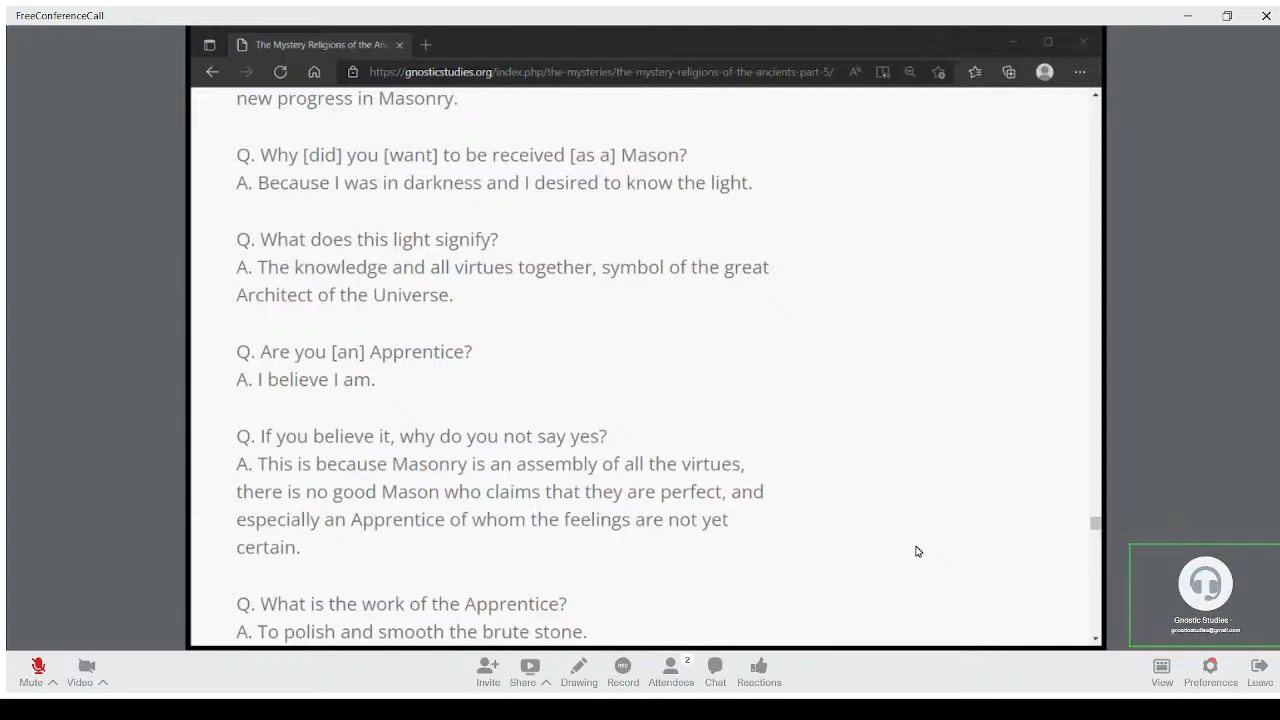 FreeConferenceCall
The Mystery Religions of the An
https://gnosticstudies.org/index.php/the-mysteries/the-mystery-religions-of-the-ancients-part-5/
new progress in Masonry.
Q. Why [did] you [want] to be received [as a] Mason?
A. Because I was in darkness and I desired to know the light.
Q. What does this light signify?
A. The knowledge and all virtues together, symbol of the great
Architect of the Universe.
Q. Are you [an] Apprentice?
A. I believe I am.
Q. If you believe it, why do you not say yes?
A. This is because Masonry is an assembly of all the virtues,
there is no good Mason who claims that they are perfect, and
especially an Apprentice of whom the feelings are not yet
certain.
Q. What is the work of the Apprentice?
A. To polish and smooth the brute stone.
Gnostic Studies -
gnosticstudies@gmail.com
Mute Video Invite Share REC Record Drawing 2 Attendees Chat Reactions View Preferences Leave